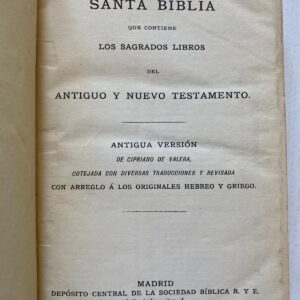 SANTA BIBLIA
QUE CONTIENE
LOS SAGRADOS LIBROS
DEL
ANTIGUO Y NUEVO TESTAMENTO.
ANTIGUA VERSIÓN
DE CIPRIANO DE VALERA,
COTEJADA CON DIVERSAS TRADUCCIONES Y REVISADA
CON ARREGLO Á LOS ORIGINALES HEBREO Y GRIEGO.
MADRID
DEPÓSITO CENTRAL DE LA SOCIEDAD BÍBLICA B. Y E.